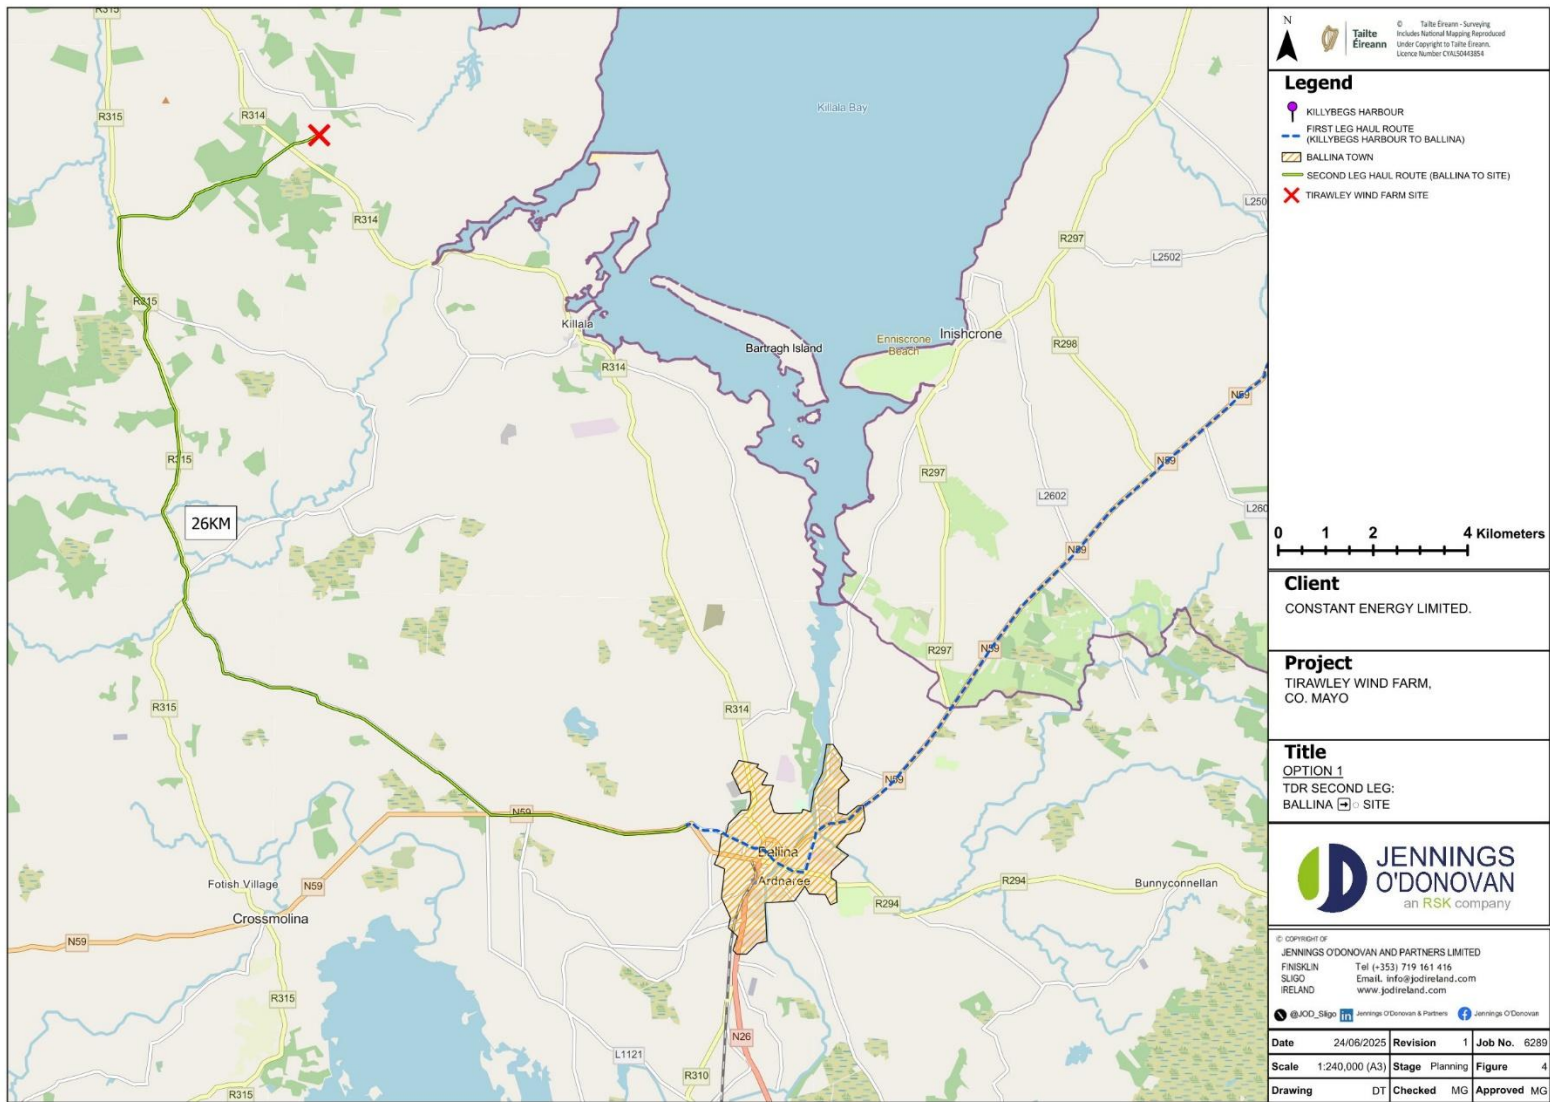 R315
R315
R314
R314
R315
R315
R315
R315
R315
26KM
Killala Bay
Killala
R314
Bartragh Island
Enniscrone
Beach
Inishcrone
R297
L2502
R298
N59
N59
R297
L2602
N59
R297
N59
R314
N59
N59
Ballina
Ardnaree
Fotish Village
N59
Crossmolina
N59
R294
R294
Bunnyconnellan
N26
L1121
R310
N
Tailte
Éireann
© Tailte Éireann - Surveying
Includes National Mapping Reproduced
Under Copyright to Tailte Éireann.
Licence Number CYAL50443854
Legend
KILLYBEGS HARBOUR
FIRST LEG HAUL ROUTE
(KILLYBEGS HARBOUR TO BALLINA)
BALLINA TOWN
SECOND LEG HAUL ROUTE (BALLINA TO SITE)
TIRAWLEY WIND FARM SITE
0 1 2 4 Kilometers
Client
CONSTANT ENERGY LIMITED.
Project
TIRAWLEY WIND FARM,
CO. MAYO
Title
OPTION 1
TDR SECOND LEG:
BALLINA → SITE
JENNINGS
O'DONOVAN
an RSK company
© COPYRIGHT OF
JENNINGS O'DONOVAN AND PARTNERS LIMITED
FINISKLIN Tel (+353) 719 161 416
SLIGO Email. info@jodireland.com
IRELAND www.jodireland.com
@JOD_Sligo in Jennings O'Donovan & Partners f Jennings O'Donovan
Date 24/06/2025 Revision 1 Job No. 6289
Scale 1:240,000 (A3) Stage Planning Figure 4
Drawing DT Checked MG Approved MG